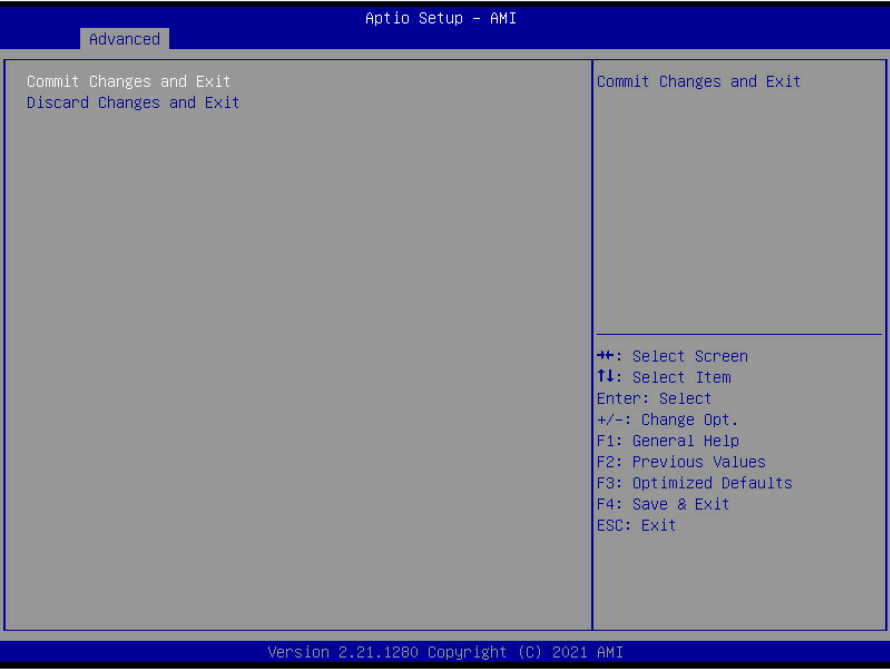 Aptio Setup – AMI
Advanced
Commit Changes and Exit
Discard Changes and Exit
Commit Changes and Exit
→←: Select Screen
↑↓: Select Item
Enter: Select
+/-: Change Opt.
F1: General Help
F2: Previous Values
F3: Optimized Defaults
F4: Save & Exit
ESC: Exit
Version 2.21.1280 Copyright (C) 2021 AMI